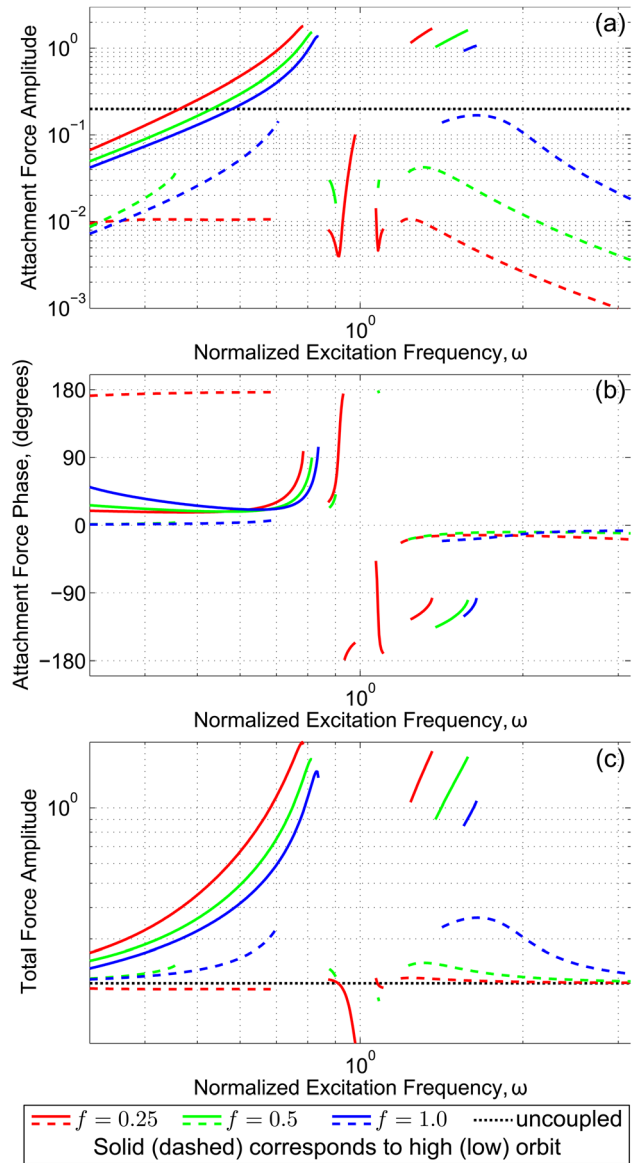 (a)
Attachment Force Amplitude
10^0
10^-1
10^-2
10^-3
10^0
Normalized Excitation Frequency, ω
(b)
Attachment Force Phase, (degrees)
180
90
0
−90
−180
10^0
Normalized Excitation Frequency, ω
(c)
Total Force Amplitude
10^0
10^0
Normalized Excitation Frequency, ω
f = 0.25 f = 0.5 f = 1.0 uncoupled
Solid (dashed) corresponds to high (low) orbit